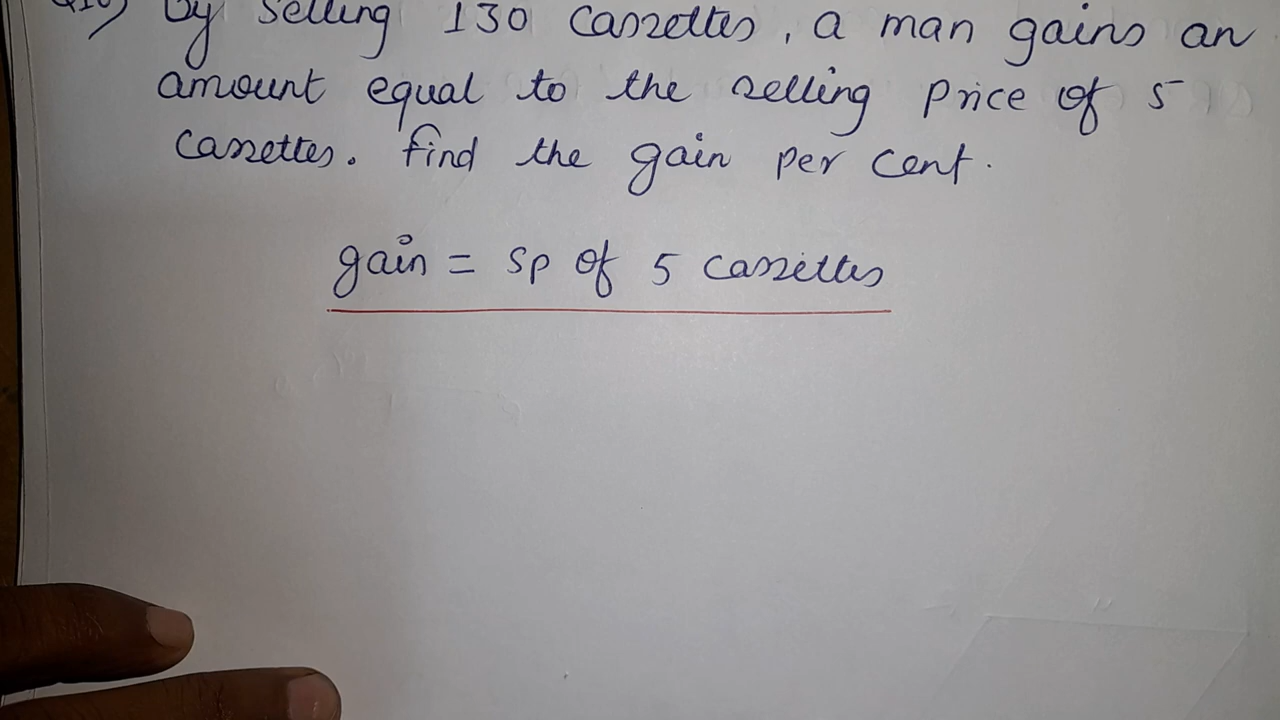 By selling 130 cassettes, a man gains an
amount equal to the selling price of 5
cassettes. find the gain per cent.
gain = SP of 5 cassettes